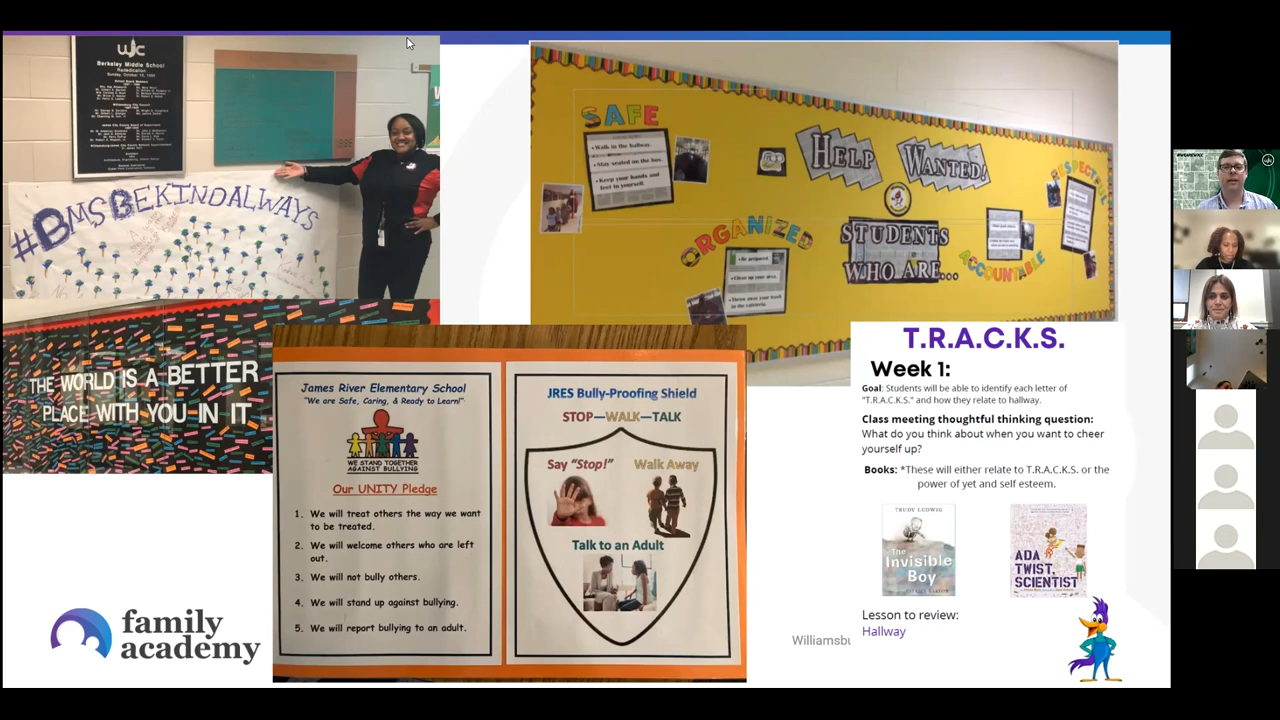 WJC
Berkeley Middle School
Rededication
#BMSBEKINDALWAYS
THE WORLD IS A BETTER
PLACE WITH YOU IN IT
SAFE
• Walk in the hallway.
• Stay seated on the bus.
• Keep your hands and
feet to yourself.
HELP
WANTED!
RESPECTFUL
ORGANIZED
• Be prepared.
• Clear up your area
• Throw away your trash
in the cafeteria.
STUDENTS
WHO ARE...
ACCOUNTABLE
James River Elementary School
"We are Safe, Caring, & Ready to Learn!"
WE STAND TOGETHER
AGAINST BULLYING
Our UNITY Pledge
1. We will treat others the way we want
to be treated.
2. We will welcome others who are left
out.
3. We will not bully others.
4. We will stand up against bullying.
5. We will report bullying to an adult.
JRES Bully-Proofing Shield
STOP—WALK—TALK
Say "Stop!"
Walk Away
Talk to an Adult
T.R.A.C.K.S.
Week 1:
Goal: Students will be able to identify each letter of
"T.R.A.C.K.S." and how they relate to hallway.
Class meeting thoughtful thinking question:
What do you think about when you want to cheer
yourself up?
Books: *These will either relate to T.R.A.C.K.S. or the
power of yet and self esteem.
TRUDY LUDWIG
The
Invisible
Boy
ADA
TWIST,
SCIENTIST
Lesson to review:
Hallway
Williamsbu
family
academy